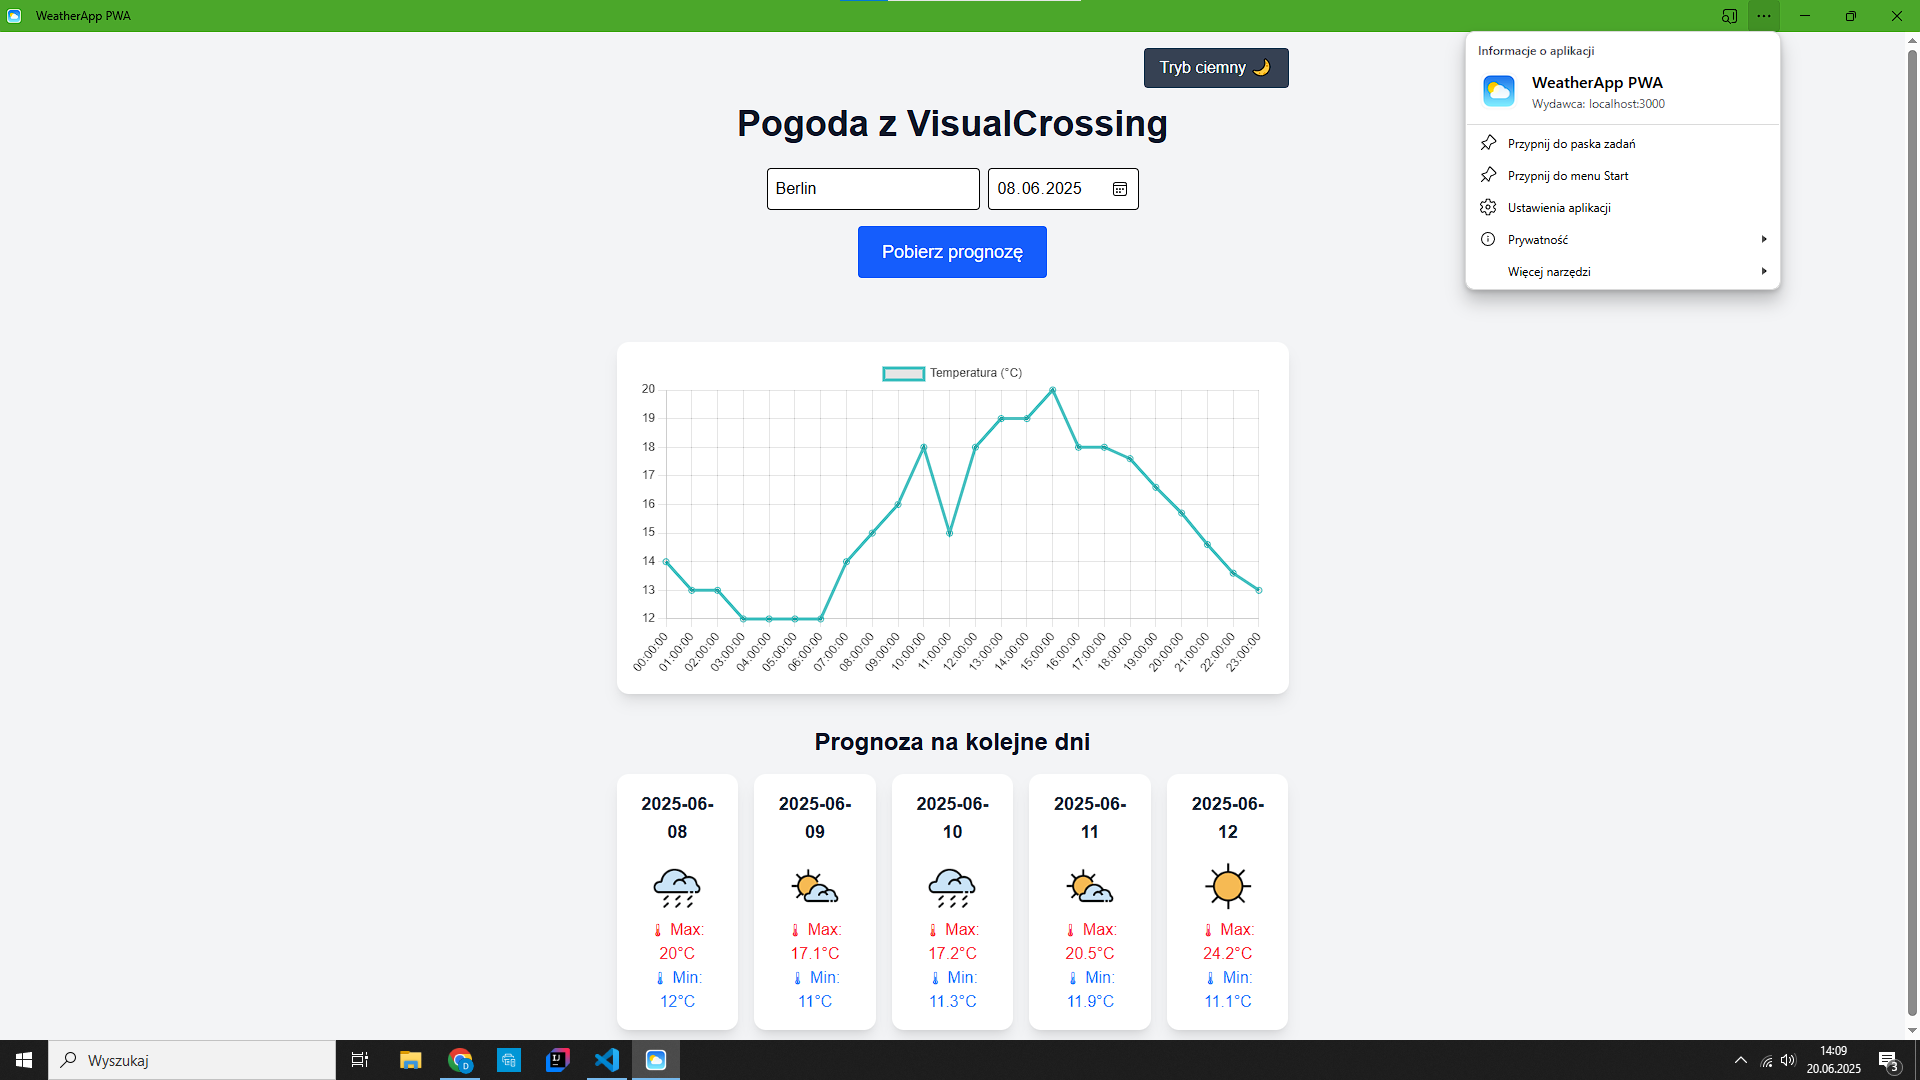 WeatherApp PWA
Informacje o aplikacji
WeatherApp PWA
Wydawca: localhost:3000
Przypnij do paska zadań
Przypnij do menu Start
Ustawienia aplikacji
Prywatność
Więcej narzędzi
Tryb ciemny
Pogoda z VisualCrossing
Berlin
08.06.2025
Pobierz prognozę
Temperatura (°C)
20
19
18
17
16
15
14
13
12
00:00:00
01:00:00
02:00:00
03:00:00
04:00:00
05:00:00
06:00:00
07:00:00
08:00:00
09:00:00
10:00:00
11:00:00
12:00:00
13:00:00
14:00:00
15:00:00
16:00:00
17:00:00
18:00:00
19:00:00
20:00:00
21:00:00
22:00:00
23:00:00
Prognoza na kolejne dni
2025-06-
08
Max:
20°C
Min:
12°C
2025-06-
09
Max:
17.1°C
Min:
11°C
2025-06-
10
Max:
17.2°C
Min:
11.3°C
2025-06-
11
Max:
20.5°C
Min:
11.9°C
2025-06-
12
Max:
24.2°C
Min:
11.1°C
Wyszukaj
D
IJ
14:09
20.06.2025
3